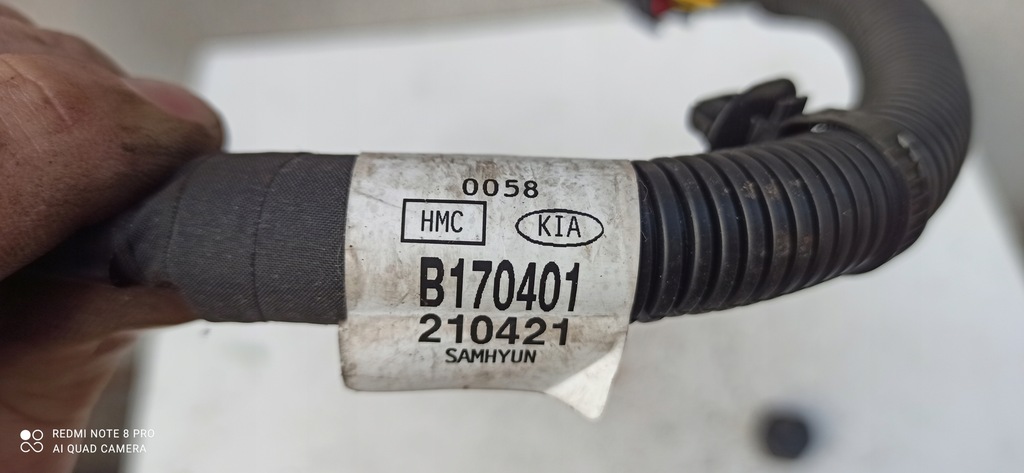 0058
HMC KIA
B170401
210421
SAMHYUN
REDMI NOTE 8 PRO
AI QUAD CAMERA